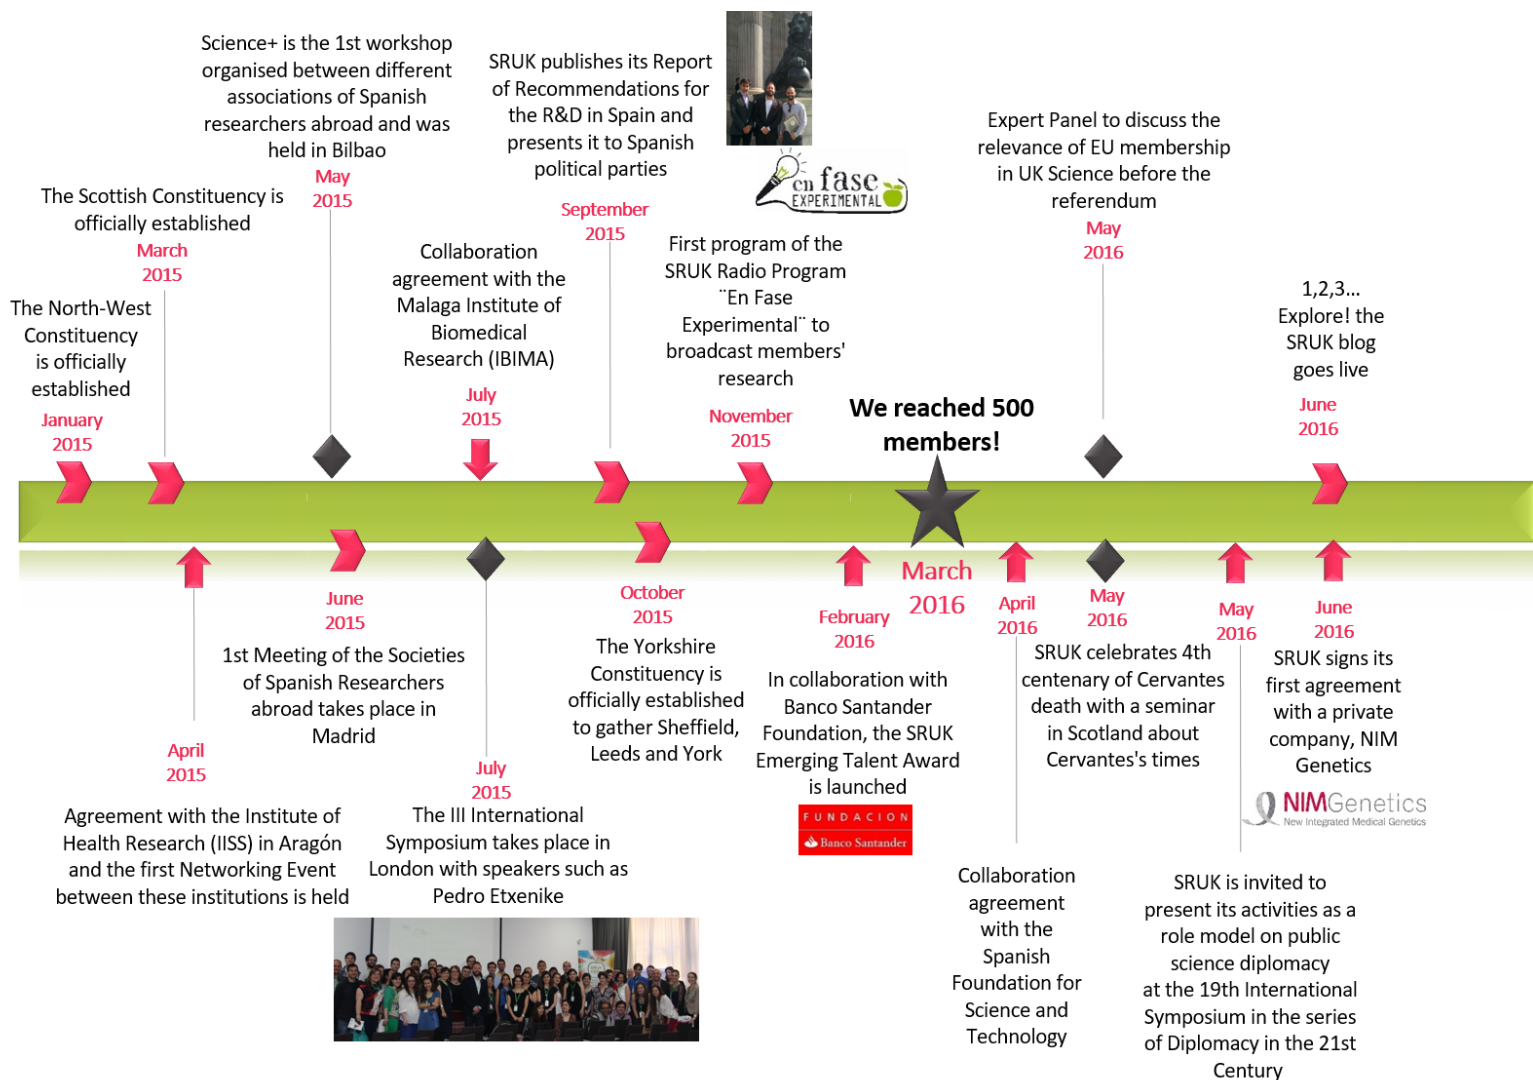 Science+ is the 1st workshop
organised between different
associations of Spanish
researchers abroad and was
held in Bilbao
May
2015
SRUK publishes its Report
of Recommendations for
the R&D in Spain and
presents it to Spanish
political parties
September
2015
en fase
EXPERIMENTAL
Expert Panel to discuss the
relevance of EU membership
in UK Science before the
referendum
May
2016
The Scottish Constituency is
officially established
March
2015
The North-West
Constituency
is officially
established
January
2015
Collaboration
agreement with the
Malaga Institute of
Biomedical
Research (IBIMA)
July
2015
First program of the
SRUK Radio Program
¨En Fase
Experimental¨ to
broadcast members'
research
November
2015
We reached 500
members!
1,2,3...
Explore! the
SRUK blog
goes live
June
2016
April
2015
Agreement with the Institute of
Health Research (IISS) in Aragón
and the first Networking Event
between these institutions is held
June
2015
1st Meeting of the Societies
of Spanish Researchers
abroad takes place in
Madrid
July
2015
The III International
Symposium takes place in
London with speakers such as
Pedro Etxenike
October
2015
The Yorkshire
Constituency is
officially established
to gather Sheffield,
Leeds and York
February
2016
In collaboration with
Banco Santander
Foundation, the SRUK
Emerging Talent Award
is launched
FUNDACION
Banco Santander
March
2016
April
2016
Collaboration
agreement
with the
Spanish
Foundation for
Science and
Technology
May
2016
SRUK celebrates 4th
centenary of Cervantes
death with a seminar
in Scotland about
Cervantes's times
May
2016
SRUK is invited to
present its activities as a
role model on public
science diplomacy
at the 19th International
Symposium in the series
of Diplomacy in the 21st
Century
June
2016
SRUK signs its
first agreement
with a private
company, NIM
Genetics
NIMGenetics
New Integrated Medical Genetics